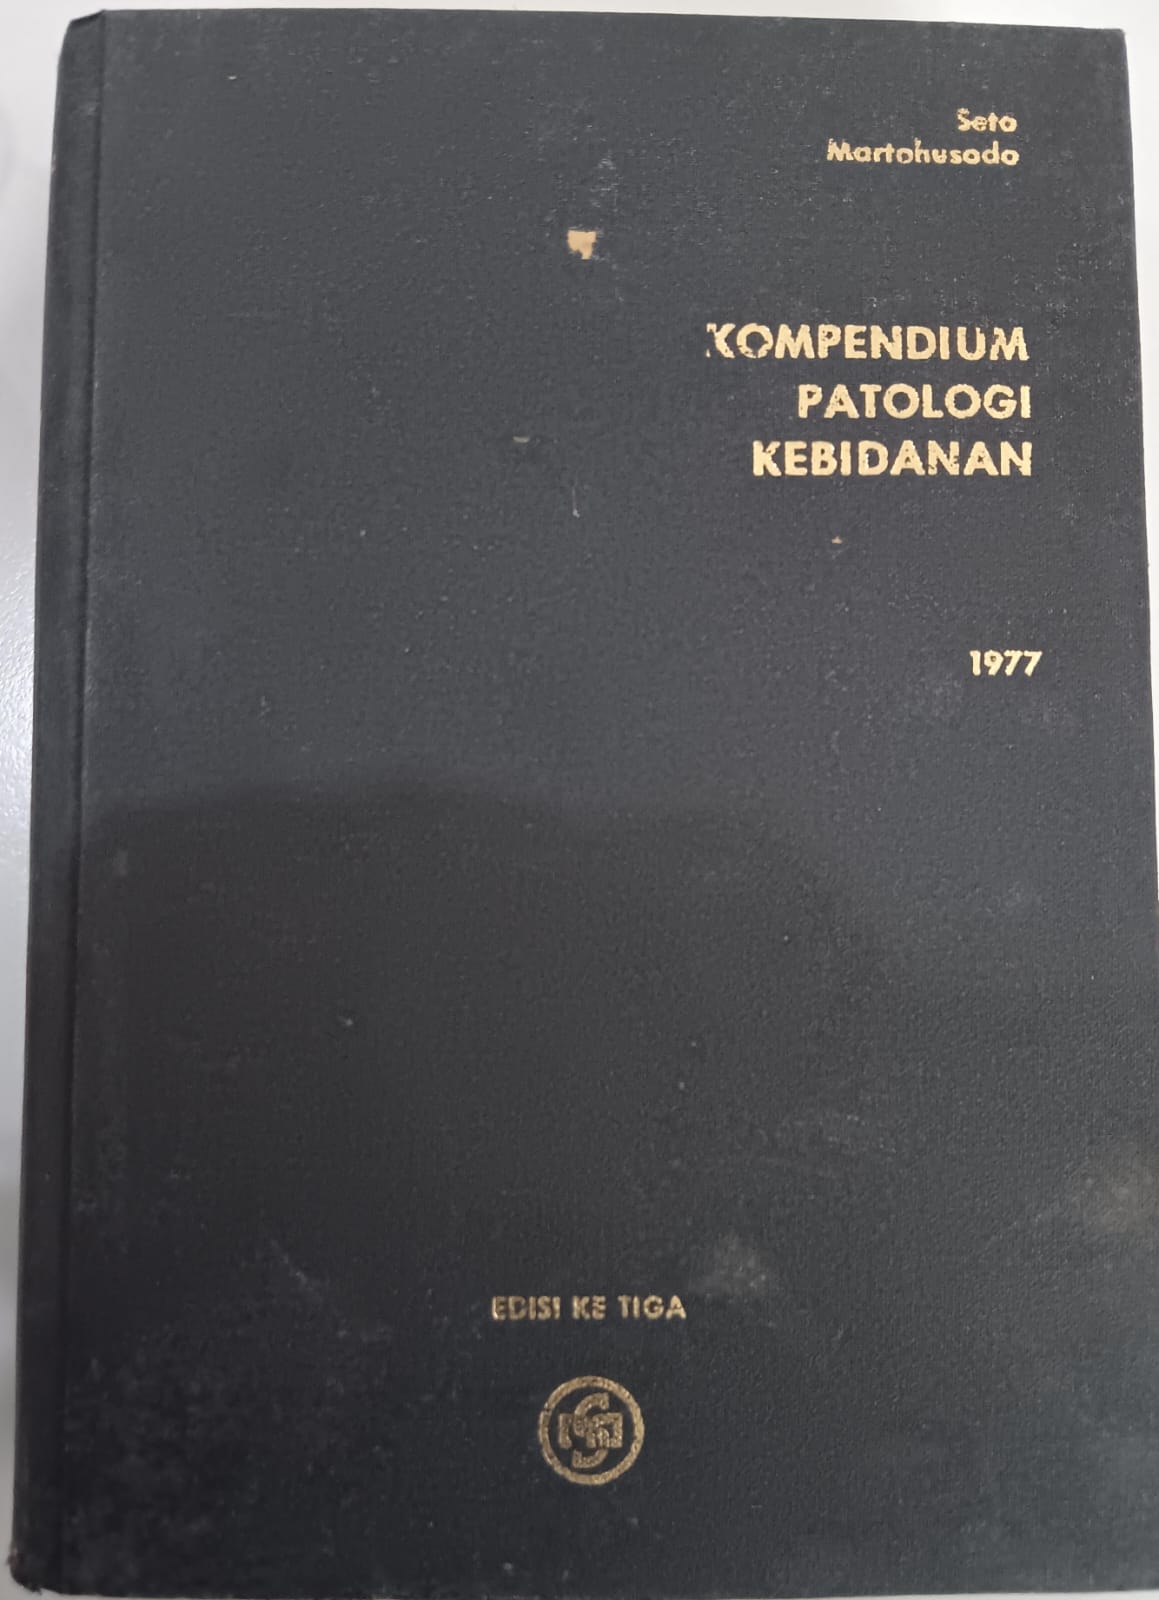 Seto
Martohusodo
KOMPENDIUM
PATOLOGI
KEBIDANAN
1977
EDISI KE TIGA